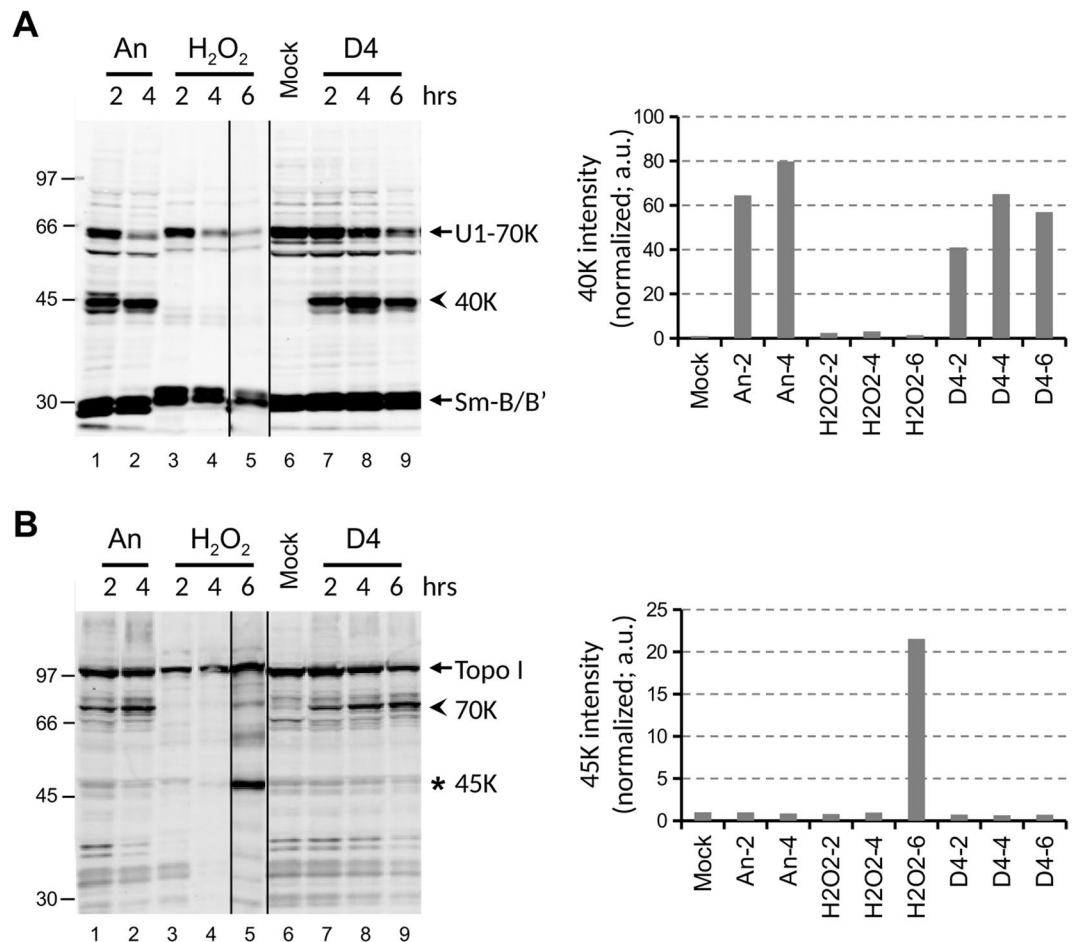 A
An H2O2 Mock D4
2 4 2 4 6 2 4 6 hrs
97
66
45
30
U1-70K
40K
Sm-B/B’
1 2 3 4 5 6 7 8 9
40K intensity
(normalized; a.u.)
100
80
60
40
20
0
Mock An-2 An-4 H2O2-2 H2O2-4 H2O2-6 D4-2 D4-4 D4-6
B
An H2O2 Mock D4
2 4 2 4 6 2 4 6 hrs
97
66
45
30
Topo I
70K
* 45K
1 2 3 4 5 6 7 8 9
45K intensity
(normalized; a.u.)
25
20
15
10
5
0
Mock An-2 An-4 H2O2-2 H2O2-4 H2O2-6 D4-2 D4-4 D4-6